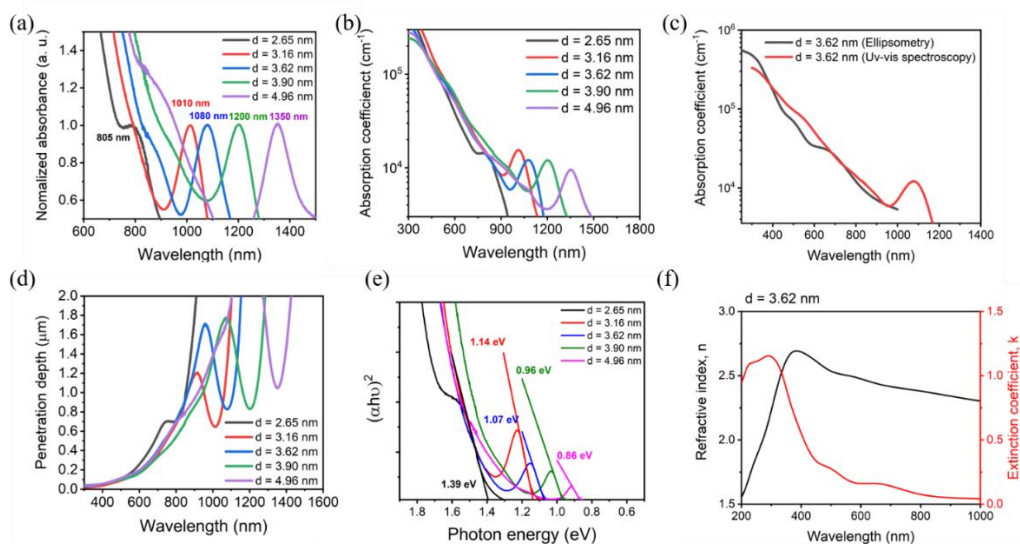 (a)
Nomalized absorbance (a. u.)
1.4
1.2
1.0
0.8
0.6
d = 2.65 nm
d = 3.16 nm
d = 3.62 nm
d = 3.90 nm
d = 4.96 nm
1010 nm
1080 nm
1200 nm
1350 nm
805 nm
600 800 1000 1200 1400
Wavelength (nm)
(b)
Absorption coefficienct (cm⁻¹)
10⁵
10⁴
d = 2.65 nm
d = 3.16 nm
d = 3.62 nm
d = 3.90 nm
d = 4.96 nm
300 600 900 1200 1500 1800
Wavelength (nm)
(c)
Absorption coefficient (cm⁻¹)
10⁶
10⁵
10⁴
d = 3.62 nm (Ellipsometry)
d = 3.62 nm (Uv-vis spectroscopy)
400 600 800 1000 1200 1400
Wavelength (nm)
(d)
Penetration depth (µm)
2.0
1.8
1.6
1.4
1.2
1.0
0.8
0.6
0.4
0.2
0.0
d = 2.65 nm
d = 3.16 nm
d = 3.62 nm
d = 3.90 nm
d = 4.96 nm
400 600 800 1000 1200 1400 1600
Wavelength (nm)
(e)
(αhυ)²
d = 2.65 nm
d = 3.16 nm
d = 3.62 nm
d = 3.90 nm
d = 4.96 nm
1.14 eV
0.96 eV
1.07 eV
0.86 eV
1.39 eV
1.8 1.6 1.4 1.2 1.0 0.8 0.6
Photon energy (eV)
(f)
d = 3.62 nm
Refractive index, n
3.0
2.5
2.0
1.5
Extinction coefficient, k
1.5
1.0
0.5
0.0
200 400 600 800 1000
Wavelength (nm)